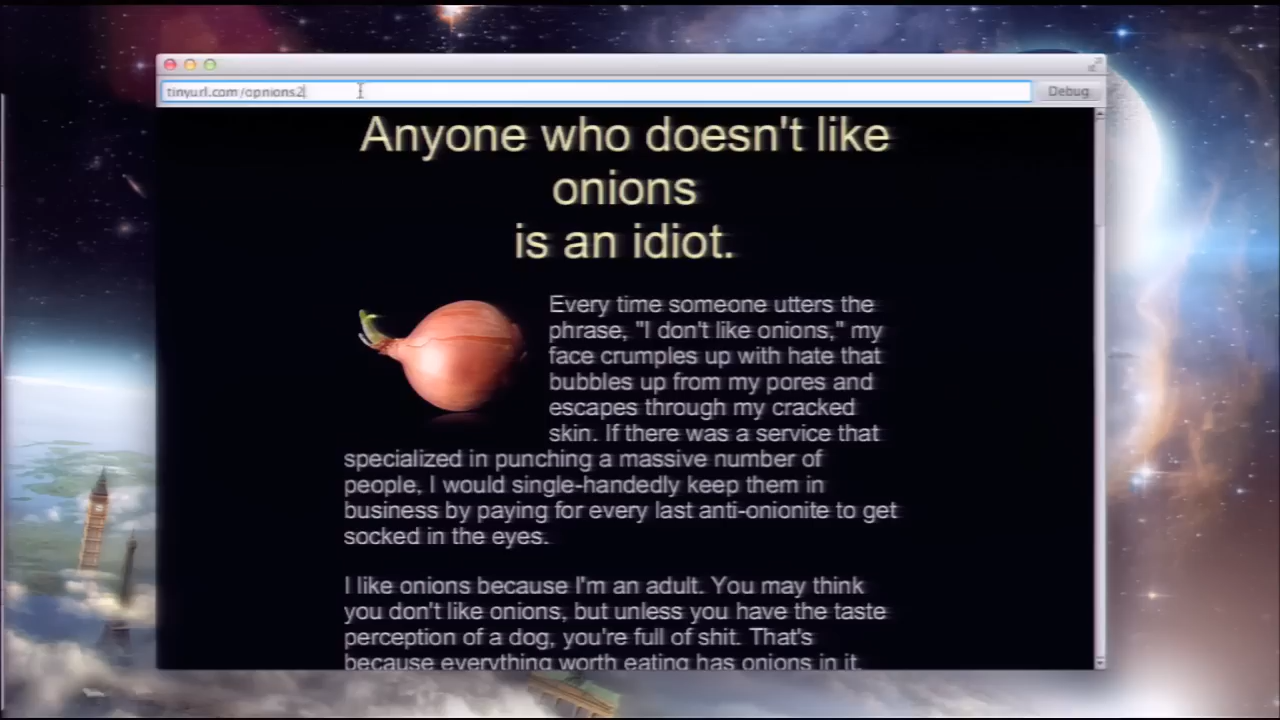 tinyurl.com/opnions2
Debug
Anyone who doesn't like
onions
is an idiot.
Every time someone utters the
phrase, "I don't like onions," my
face crumples up with hate that
bubbles up from my pores and
escapes through my cracked
skin. If there was a service that
specialized in punching a massive number of
people, I would single-handedly keep them in
business by paying for every last anti-onionite to get
socked in the eyes.
I like onions because I'm an adult. You may think
you don't like onions, but unless you have the taste
perception of a dog, you're full of shit. That's
because everything worth eating has onions in it.